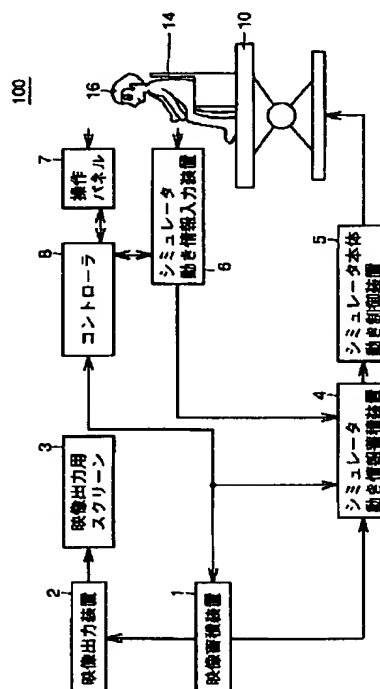 100
16
14
10
7
操作
パネル
8
コントローラ
シミュレータ
動き情報入力装置
6
3
映像出力用
スクリーン
5
シミュレータ本体
動き制御装置
2
映像出力装置
4
シミュレータ
動き情報蓄積装置
1
映像蓄積装置